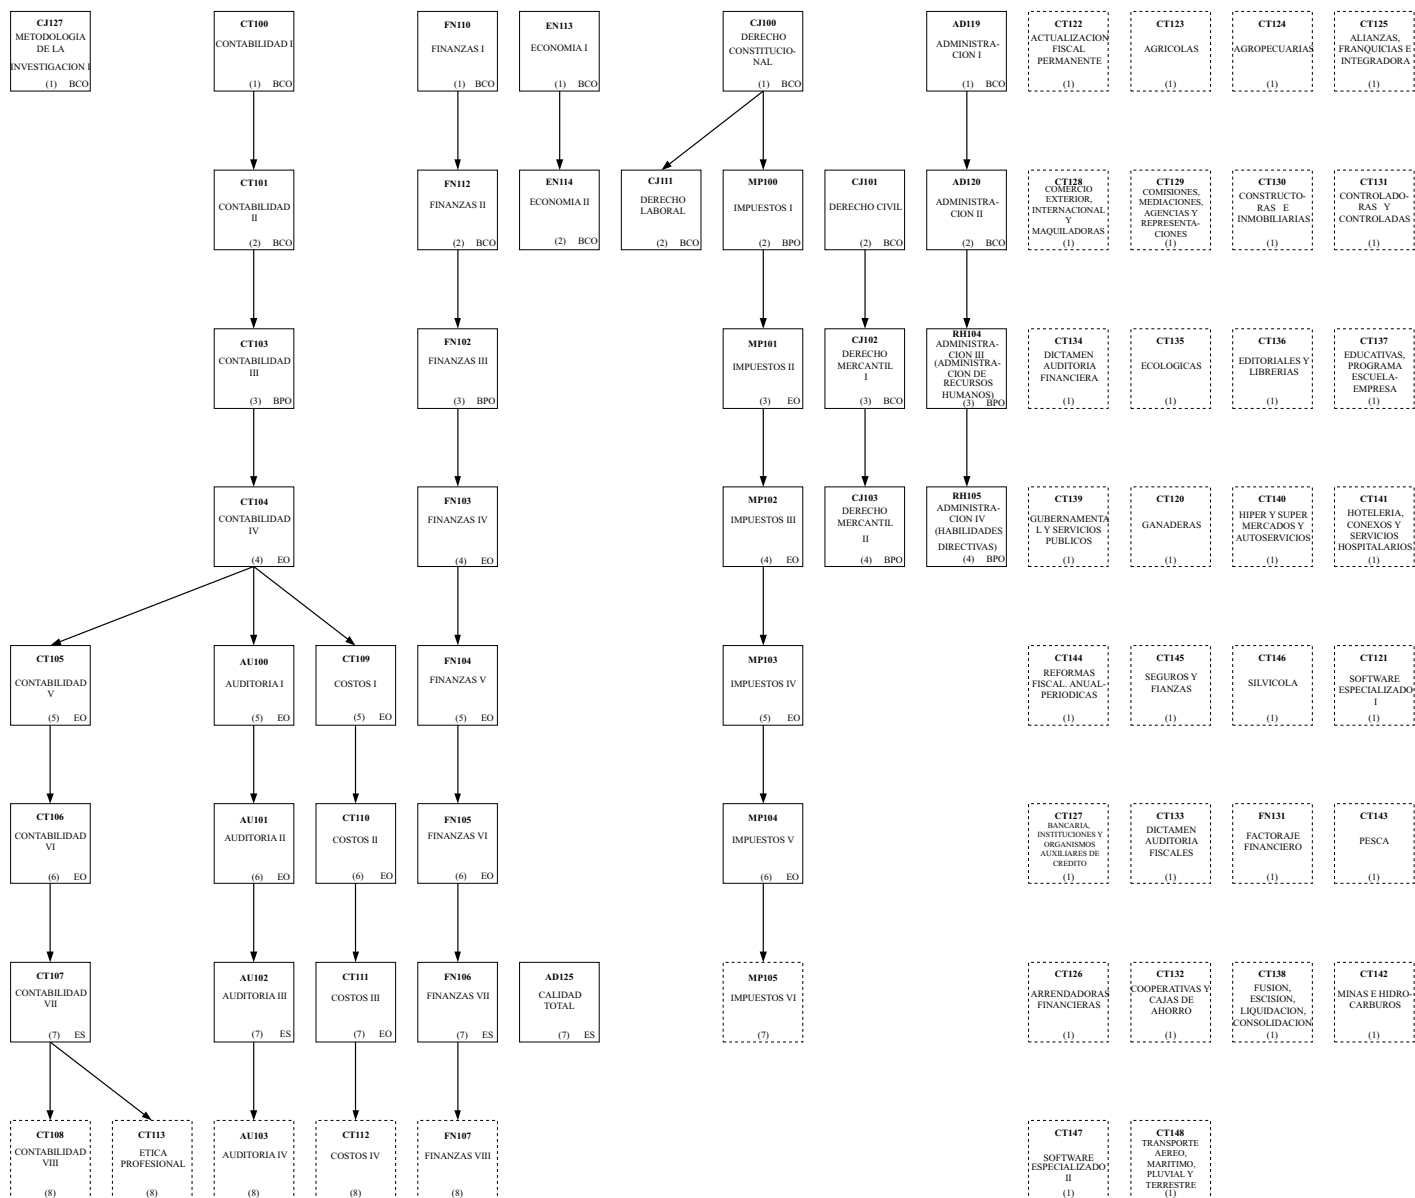 CJ127
METODOLOGIA
DE LA
INVESTIGACION I
(1) BCO
CT100
CONTABILIDAD I
(1) BCO
FN110
FINANZAS I
(1) BCO
EN113
ECONOMIA I
(1) BCO
CJ100
DERECHO
CONSTITUCIO-
NAL
(1) BCO
AD119
ADMINISTRA-
CION I
(1) BCO
CT122
ACTUALIZACION
FISCAL
PERMANENTE
(1)
CT123
AGRICOLAS
(1)
CT124
AGROPECUARIAS
(1)
CT125
ALIANZAS,
FRANQUICIAS E
INTEGRADORA
(1)
CT101
CONTABILIDAD
II
(2) BCO
FN112
FINANZAS II
(2) BCO
EN114
ECONOMIA II
(2) BCO
CJ111
DERECHO
LABORAL
(2) BCO
MP100
IMPUESTOS I
(2) BPO
CJ101
DERECHO CIVIL
(2) BCO
AD120
ADMINISTRA-
CION II
(2) BCO
CT128
COMERCIO
EXTERIOR,
INTERNACIONAL
Y
MAQUILADORAS
(1)
CT129
COMISIONES,
MEDIACIONES,
AGENCIAS Y
REPRESENTA-
CIONES
(1)
CT130
CONSTRUCTO-
RAS E
INMOBILIARIAS
(1)
CT131
CONTROLADO-
RAS Y
CONTROLADAS
(1)
CT103
CONTABILIDAD
III
(3) BPO
FN102
FINANZAS III
(3) BPO
MP101
IMPUESTOS II
(3) EO
CJ102
DERECHO
MERCANTIL
I
(3) BCO
RH104
ADMINISTRA-
CION III
(ADMINISTRA-
CION DE
RECURSOS
HUMANOS)
(3) BPO
CT134
DICTAMEN
AUDITORIA
FINANCIERA
(1)
CT135
ECOLOGICAS
(1)
CT136
EDITORIALES Y
LIBRERIAS
(1)
CT137
EDUCATIVAS,
PROGRAMA
ESCUELA-
EMPRESA
(1)
CT104
CONTABILIDAD
IV
(4) EO
FN103
FINANZAS IV
(4) EO
MP102
IMPUESTOS III
(4) EO
CJ103
DERECHO
MERCANTIL
II
(4) BPO
RH105
ADMINISTRA-
CION IV
(HABILIDADES
DIRECTIVAS)
(4) BPO
CT139
GUBERNAMENTA
L Y SERVICIOS
PUBLICOS
(1)
CT120
GANADERAS
(1)
CT140
HIPER Y SUPER
MERCADOS Y
AUTOSERVICIOS
(1)
CT141
HOTELERIA,
CONEXOS Y
SERVICIOS
HOSPITALARIOS
(1)
CT105
CONTABILIDAD
V
(5) EO
AU100
AUDITORIA I
(5) EO
CT109
COSTOS I
(5) EO
FN104
FINANZAS V
(5) EO
MP103
IMPUESTOS IV
(5) EO
CT144
REFORMAS
FISCAL. ANUAL-
PERIODICAS
(1)
CT145
SEGUROS Y
FIANZAS
(1)
CT146
SILVICOLA
(1)
CT121
SOFTWARE
ESPECIALIZADO
I
(1)
CT106
CONTABILIDAD
VI
(6) EO
AU101
AUDITORIA II
(6) EO
CT110
COSTOS II
(6) EO
FN105
FINANZAS VI
(6) EO
MP104
IMPUESTOS V
(6) EO
CT127
BANCARIA,
INSTITUCIONES Y
ORGANISMOS
AUXILIARES DE
CREDITO
(1)
CT133
DICTAMEN
AUDITORIA
FISCALES
(1)
FN131
FACTORAJE
FINANCIERO
(1)
CT143
PESCA
(1)
CT107
CONTABILIDAD
VII
(7) ES
AU102
AUDITORIA III
(7) ES
CT111
COSTOS III
(7) EO
FN106
FINANZAS VII
(7) ES
AD125
CALIDAD
TOTAL
(7) ES
MP105
IMPUESTOS VI
(7)
CT126
ARRENDADORAS
FINANCIERAS
(1)
CT132
COOPERATIVAS Y
CAJAS DE
AHORRO
(1)
CT138
FUSION,
ESCISION,
LIQUIDACION,
CONSOLIDACION
(1)
CT142
MINAS E HIDRO-
CARBUROS
(1)
CT108
CONTABILIDAD
VIII
(8)
CT113
ETICA
PROFESIONAL
(8)
AU103
AUDITORIA IV
(8)
CT112
COSTOS IV
(8)
FN107
FINANZAS VIII
(8)
CT147
SOFTWARE
ESPECIALIZADO
II
(1)
CT148
TRANSPORTE
AEREO,
MARITIMO,
PLUVIAL Y
TERRESTRE
(1)